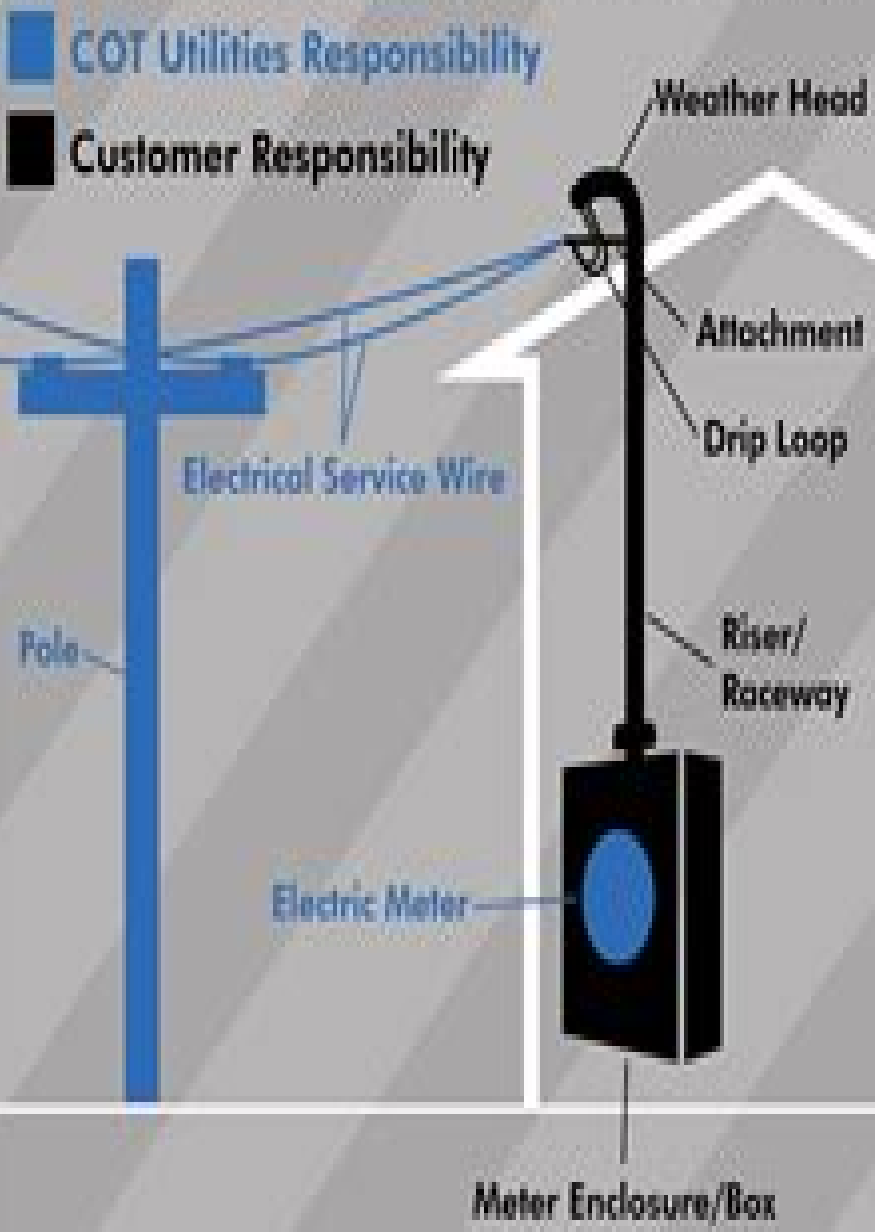 COT Utilities Responsibility
Customer Responsibility
Weather Head
Attachment
Drip Loop
Electrical Service Wire
Pole
Riser/
Raceway
Electric Meter
Meter Enclosure/Box